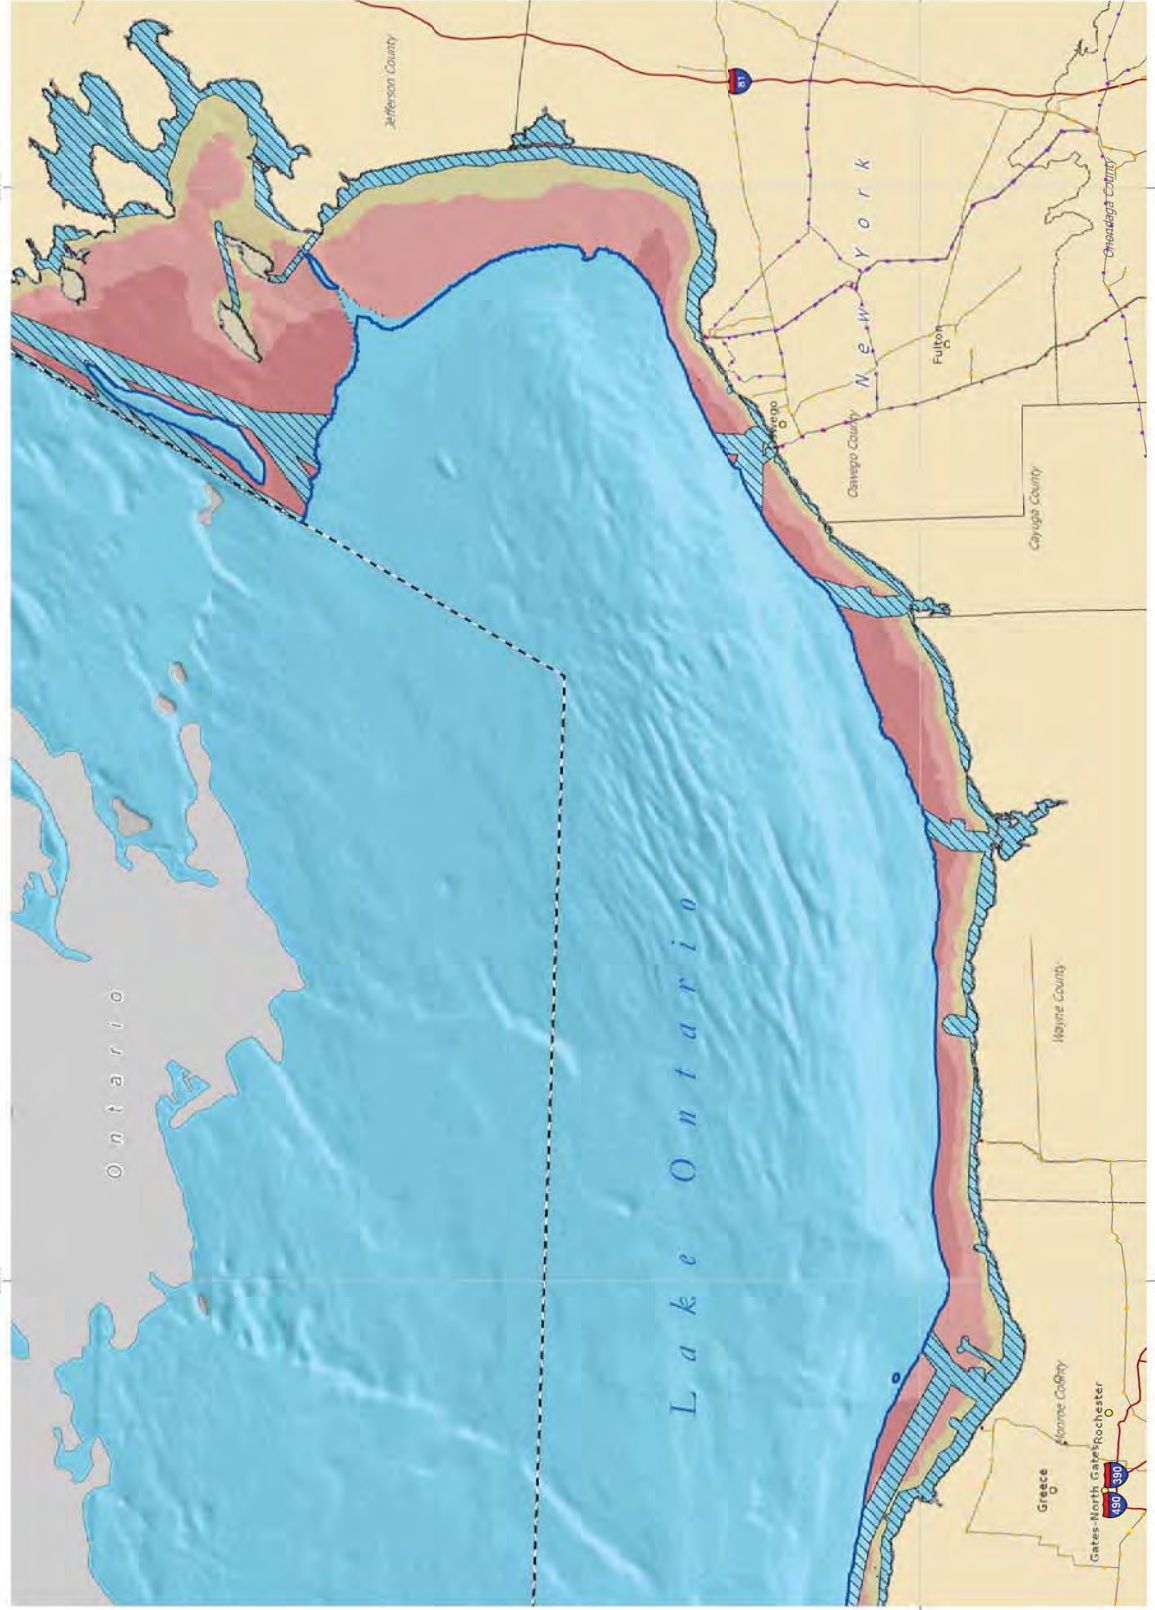 Jefferson County
81
Onondaga County
New York
Fulton
Oswego
Oswego County
Cayuga County
Lake Ontario
Ontario
Wayne County
Monroe County
Rochester
Gates-North Gates
Greece
390
490